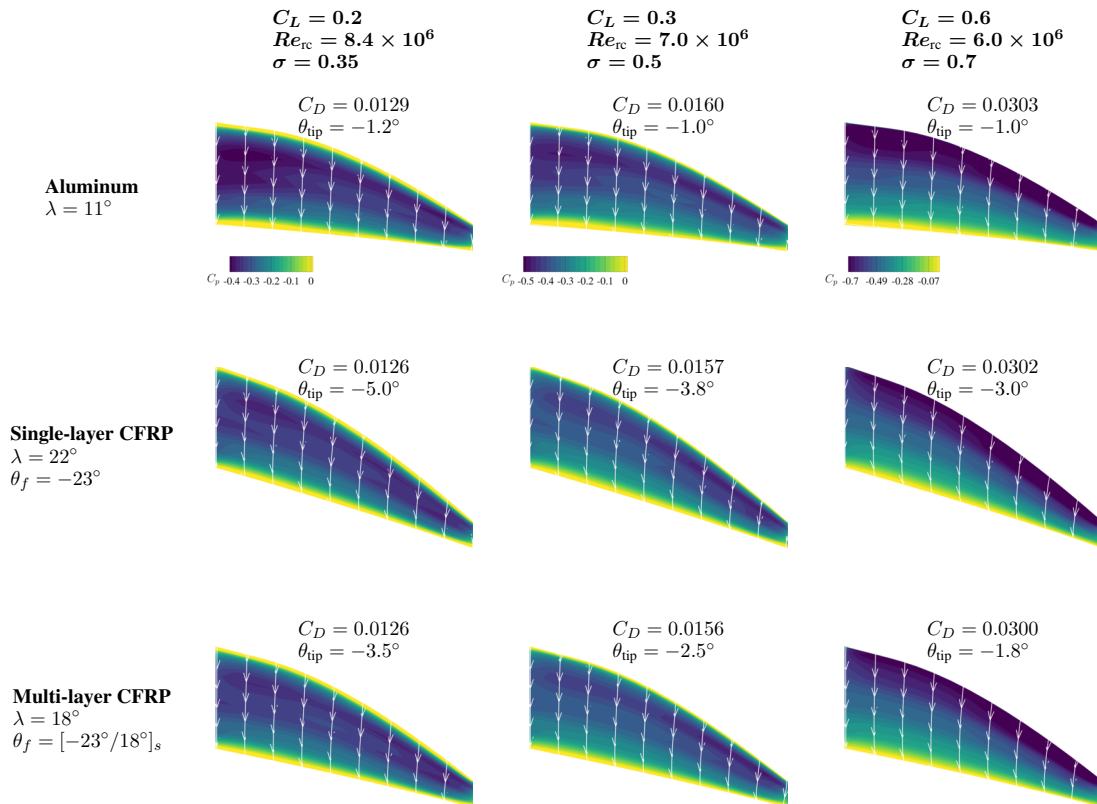 C_L = 0.2
Re_rc = 8.4 × 10^6
σ = 0.35
C_L = 0.3
Re_rc = 7.0 × 10^6
σ = 0.5
C_L = 0.6
Re_rc = 6.0 × 10^6
σ = 0.7
Aluminum
λ = 11°
C_D = 0.0129
θ_tip = −1.2°
C_D = 0.0160
θ_tip = −1.0°
C_D = 0.0303
θ_tip = −1.0°
C_p -0.4 -0.3 -0.2 -0.1 0
C_p -0.5 -0.4 -0.3 -0.2 -0.1 0
C_p -0.7 -0.49 -0.28 -0.07
Single-layer CFRP
λ = 22°
θ_f = −23°
C_D = 0.0126
θ_tip = −5.0°
C_D = 0.0157
θ_tip = −3.8°
C_D = 0.0302
θ_tip = −3.0°
Multi-layer CFRP
λ = 18°
θ_f = [−23°/18°]_s
C_D = 0.0126
θ_tip = −3.5°
C_D = 0.0156
θ_tip = −2.5°
C_D = 0.0300
θ_tip = −1.8°